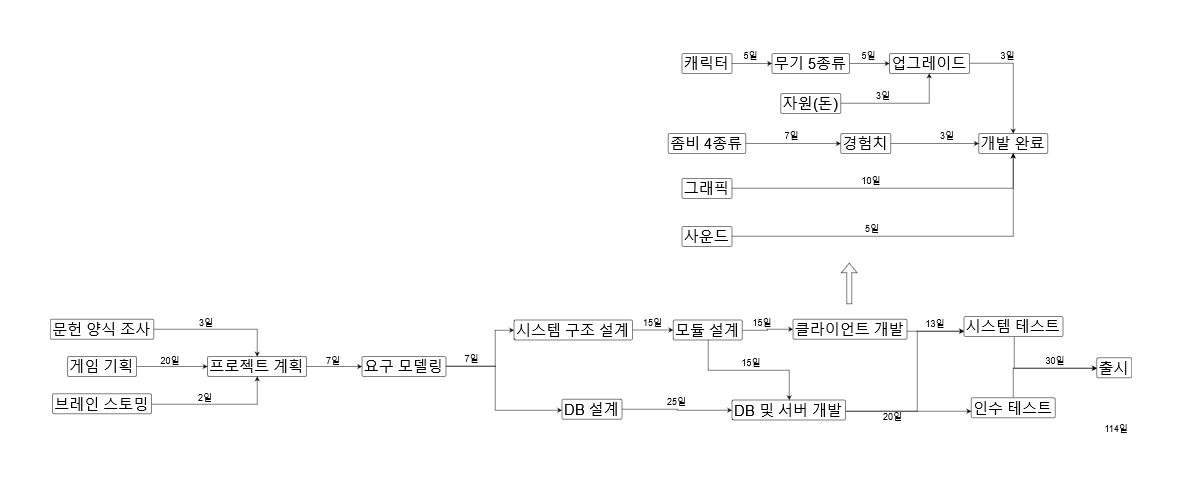 캐릭터 5일 무기 5종류 5일 업그레이드 3일
자원(돈) 3일
좀비 4종류 7일 경험치 3일 개발 완료
그래픽 10일
사운드 5일
문헌 양식 조사 3일
게임 기획 20일 프로젝트 계획 7일 요구 모델링 7일
브레인 스토밍 2일
시스템 구조 설계 15일 모듈 설계 15일 클라이언트 개발 13일 시스템 테스트
15일
DB 설계 25일 DB 및 서버 개발 20일 인수 테스트
30일 출시
114일